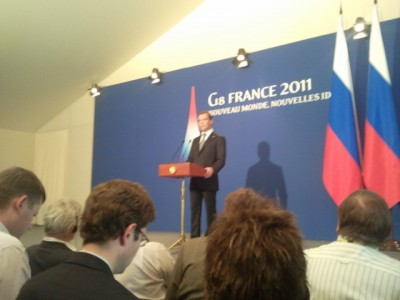 G8 FRANCE 2011
NOUVEAU MONDE, NOUVELLES ID